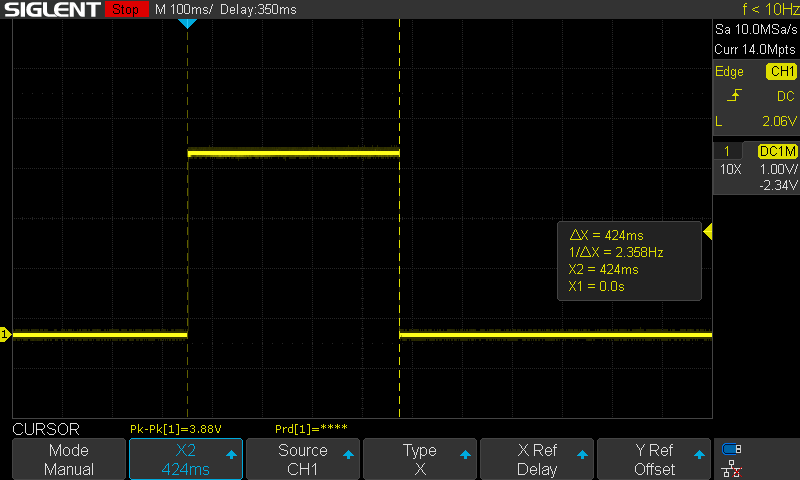 SIGLENT Stop M 100ms/ Delay:350ms f < 10Hz
Sa 10.0MSa/s
Curr 14.0Mpts
Edge CH1
DC
L 2.06V
1 DC1M
10X 1.00V/
-2.34V
△X = 424ms
1/△X = 2.358Hz
X2 = 424ms
X1 = 0.0s
1
CURSOR Pk-Pk[1]=3.88V Prd[1]=****
Mode X2 Source Type X Ref Y Ref
Manual 424ms CH1 X Delay Offset